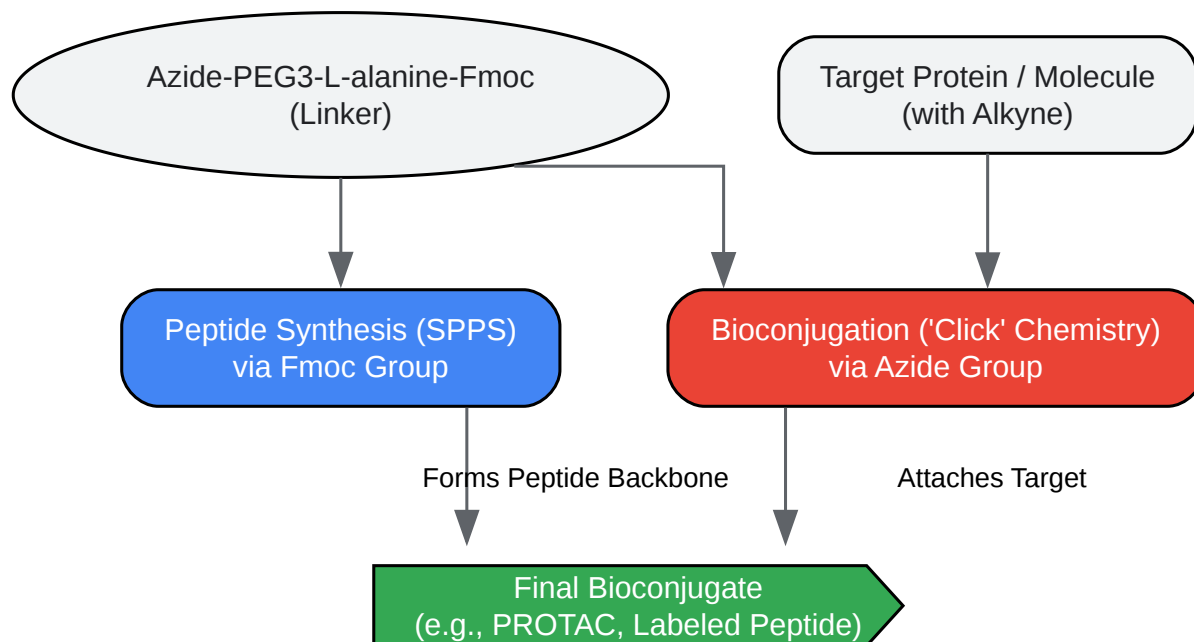 Azide-PEG3-L-alanine-Fmoc
(Linker)
Target Protein / Molecule
(with Alkyne)
Peptide Synthesis (SPPS)
via Fmoc Group
Bioconjugation ('Click' Chemistry)
via Azide Group
Forms Peptide Backbone
Attaches Target
Final Bioconjugate
(e.g., PROTAC, Labeled Peptide)